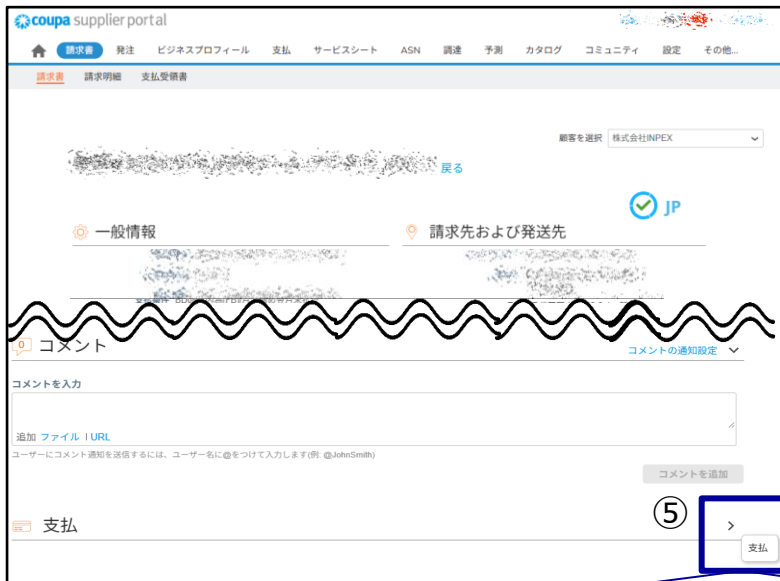 coupa supplier portal
請求書 発注 ビジネスプロフィール 支払 サービスシート ASN 調達 予測 カタログ コミュニティ 設定 その他...
請求書 請求明細 支払受領書
顧客を選択 株式会社INPEX
戻る
JP
一般情報
請求先および発送先
0 コメント
コメントの通知設定
コメントを入力
追加 ファイル | URL
ユーザーにコメント通知を送信するには、ユーザー名に@をつけて入力します(例: @JohnSmith)
コメントを追加
⑤
支払
支払